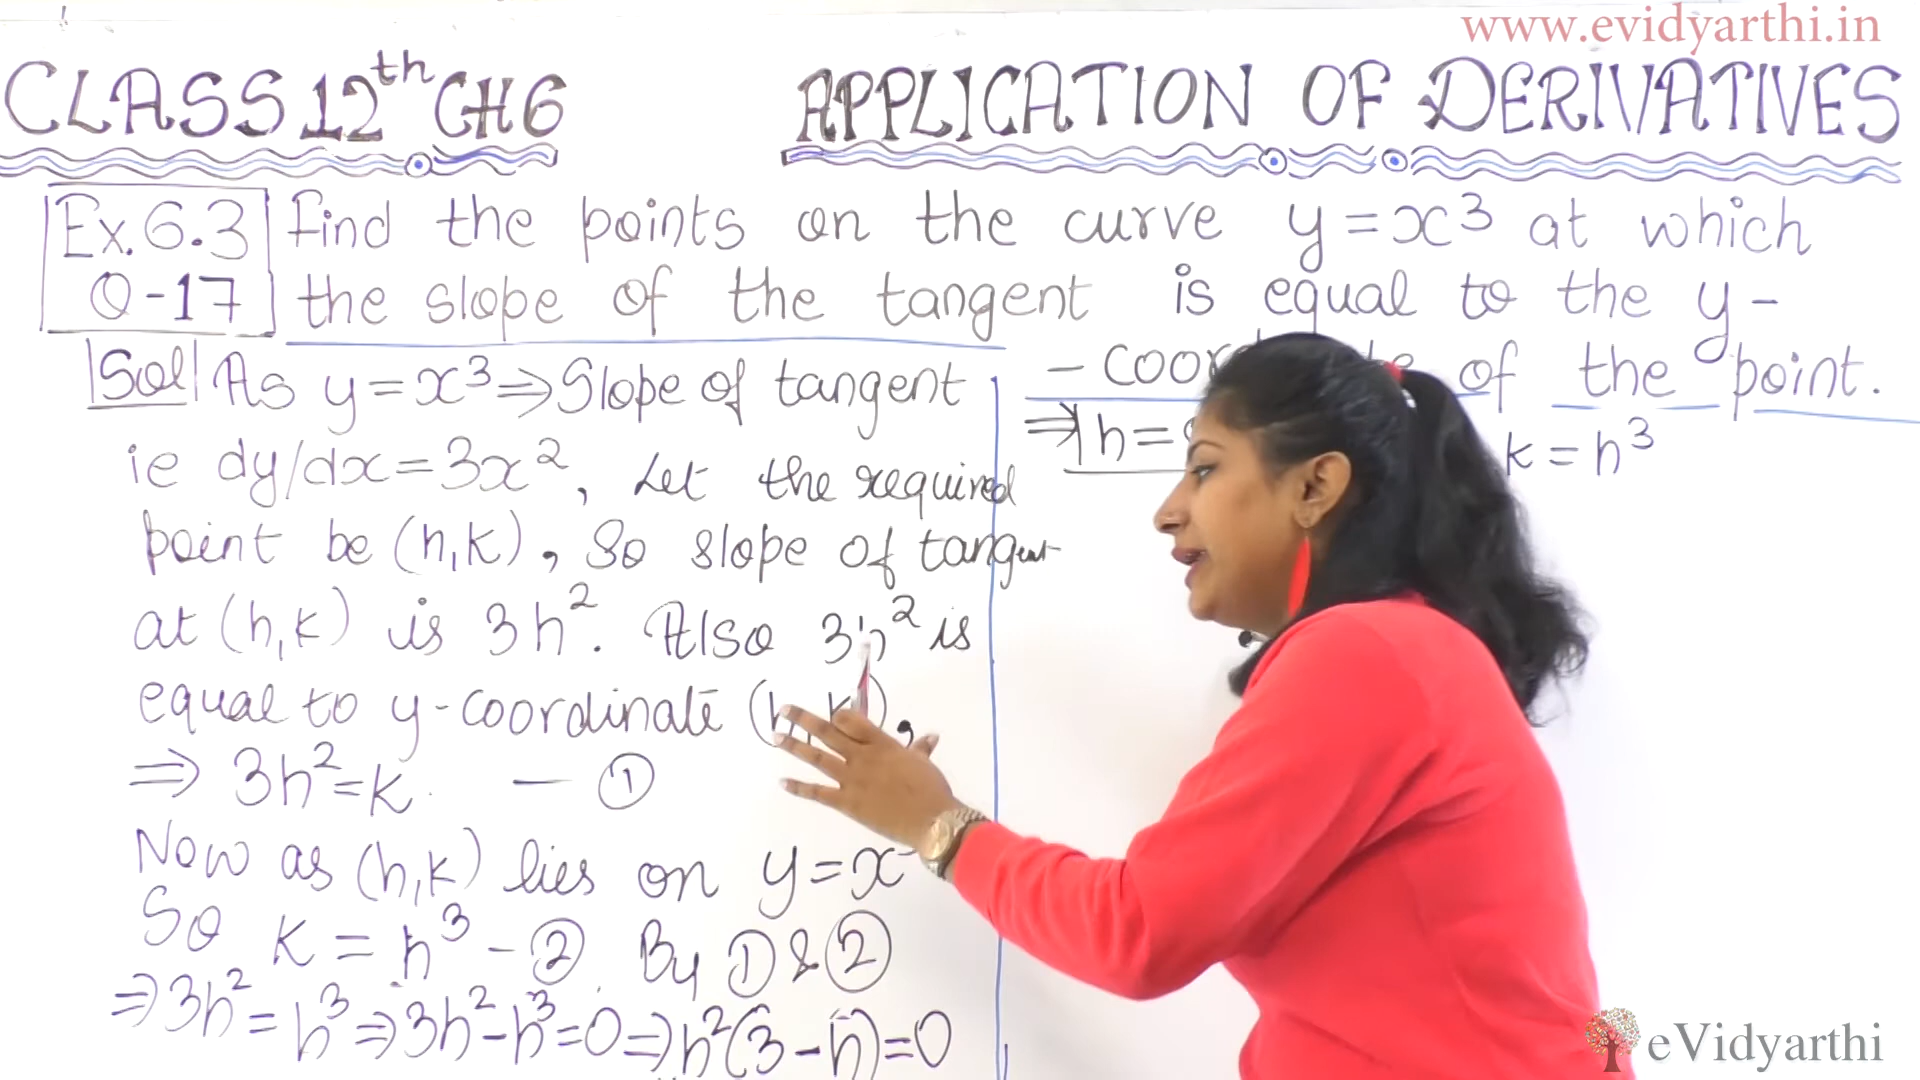 www.evidyarthi.in
CLASS 12th CH6 APPLICATION OF DERIVATIVES
Ex.6.3
Q-17
Find the points on the curve y=x³ at which
the slope of the tangent is equal to the y-
- of the point.
Sol As y=x³⇒Slope of tangent
ie dy/dx=3x², Let the required
point be (h,k), So slope of tangent
at (h,k) is 3h². Also 3h² is
equal to y-coordinate (h,k),
⇒ 3h²=k. — ①
Now as (h,k) lies on y=x
So k = h³ - ② By ① & ②
⇒3h² = h³ ⇒3h²-h³=0⇒h²(3-h)=0
⇒ h=
k=h³
eVidyarthi